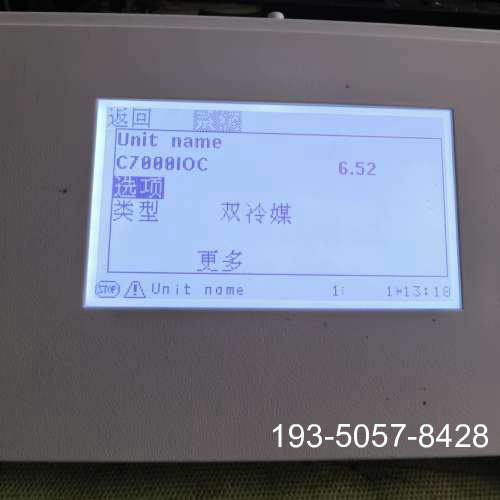 返回
Unit name
C7000IOC 6.52
选项
类型 双冷媒
更多
STOP Unit name 1: 1*13:18
193-5057-8428